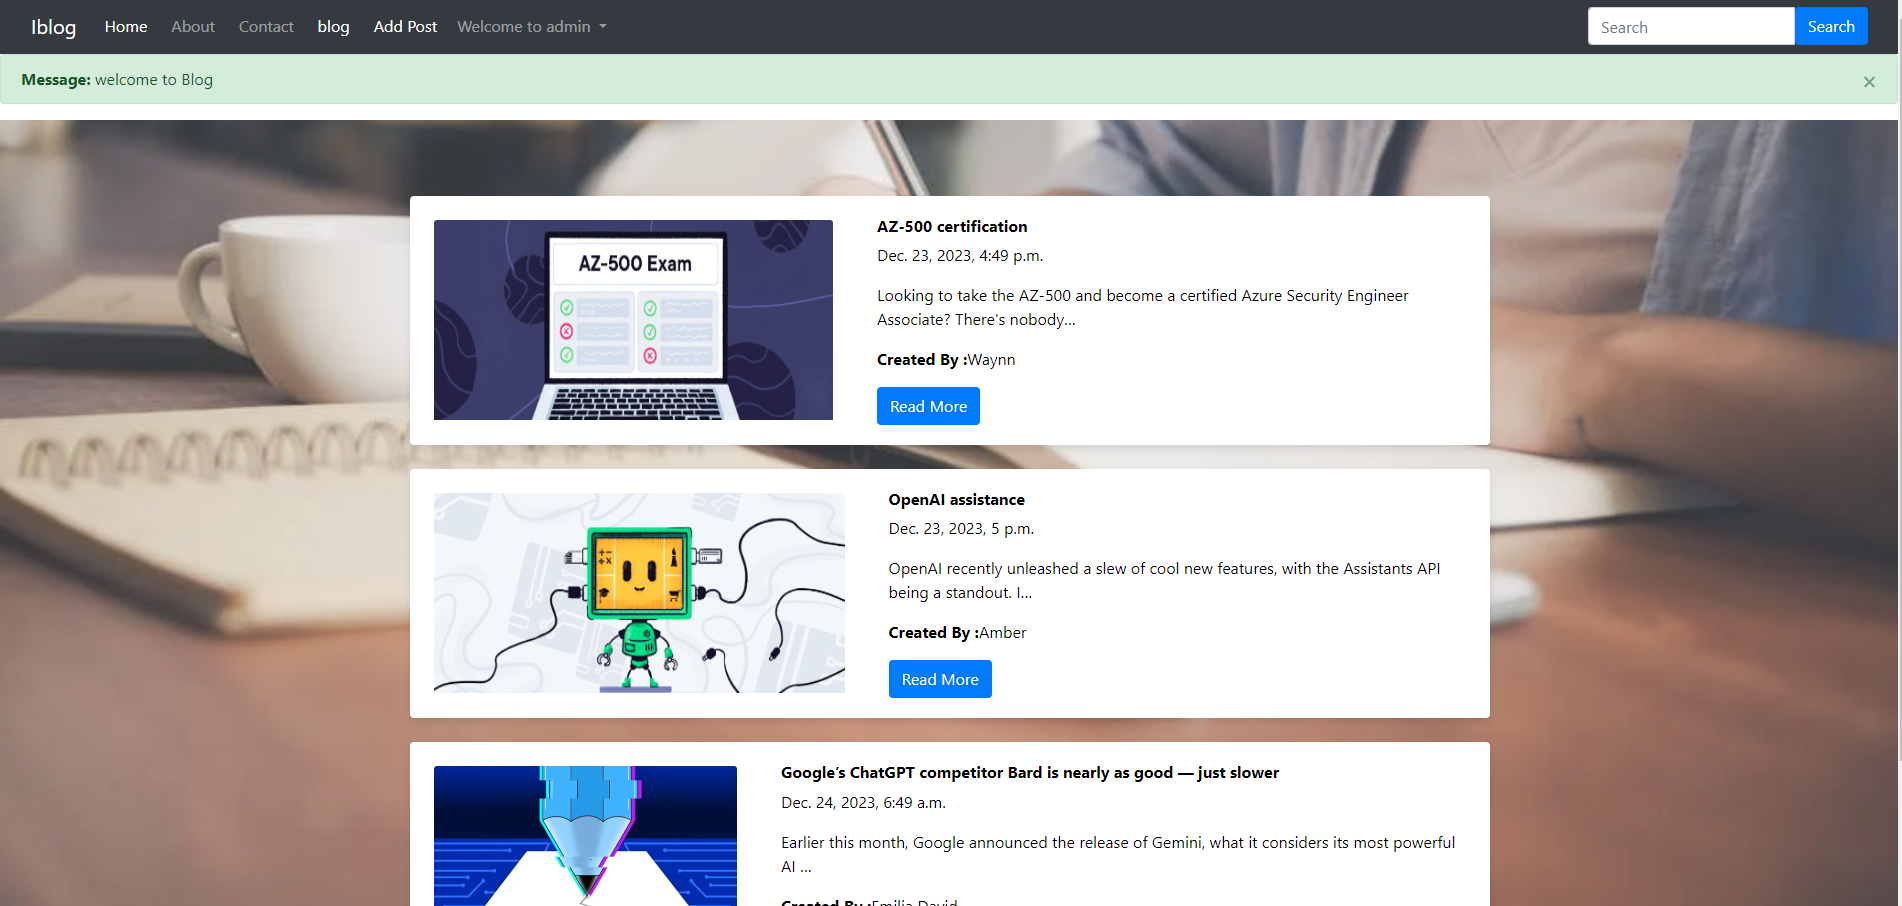 Iblog Home About Contact blog Add Post Welcome to admin Search Search
Message: welcome to Blog ×
AZ-500 Exam
AZ-500 certification
Dec. 23, 2023, 4:49 p.m.
Looking to take the AZ-500 and become a certified Azure Security Engineer
Associate? There's nobody...
Created By :Waynn
Read More
OpenAI assistance
Dec. 23, 2023, 5 p.m.
OpenAI recently unleashed a slew of cool new features, with the Assistants API
being a standout. I...
Created By :Amber
Read More
Google’s ChatGPT competitor Bard is nearly as good — just slower
Dec. 24, 2023, 6:49 a.m.
Earlier this month, Google announced the release of Gemini, what it considers its most powerful
AI ...
Created By :Emilia David